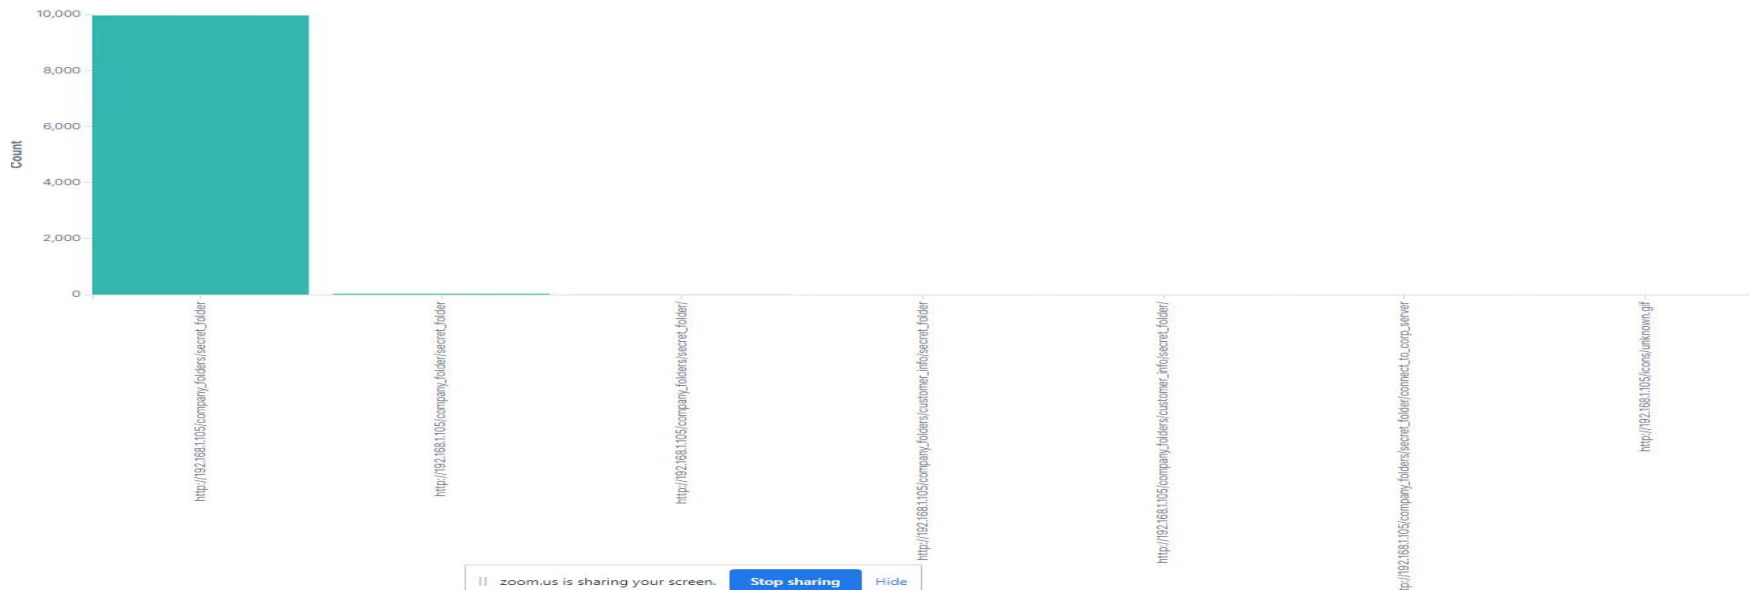 10,000
8,000
6,000
4,000
2,000
0
Count
http://192.168.1.105/company_folders/secret_folder
http://192.168.1.105/company_folder/secret_folder
http://192.168.1.105/company_folders/secret_folder/
http://192.168.1.105/company_folders/customer_info/secret_folder
http://192.168.1.105/company_folders/customer_info/secret_folder/
tp://192.168.1.105/company_folders/secret_folder/connect_to_corp_server
http://192.168.1.105/icons/unknown.gif
zoom.us is sharing your screen.
Stop sharing
Hide